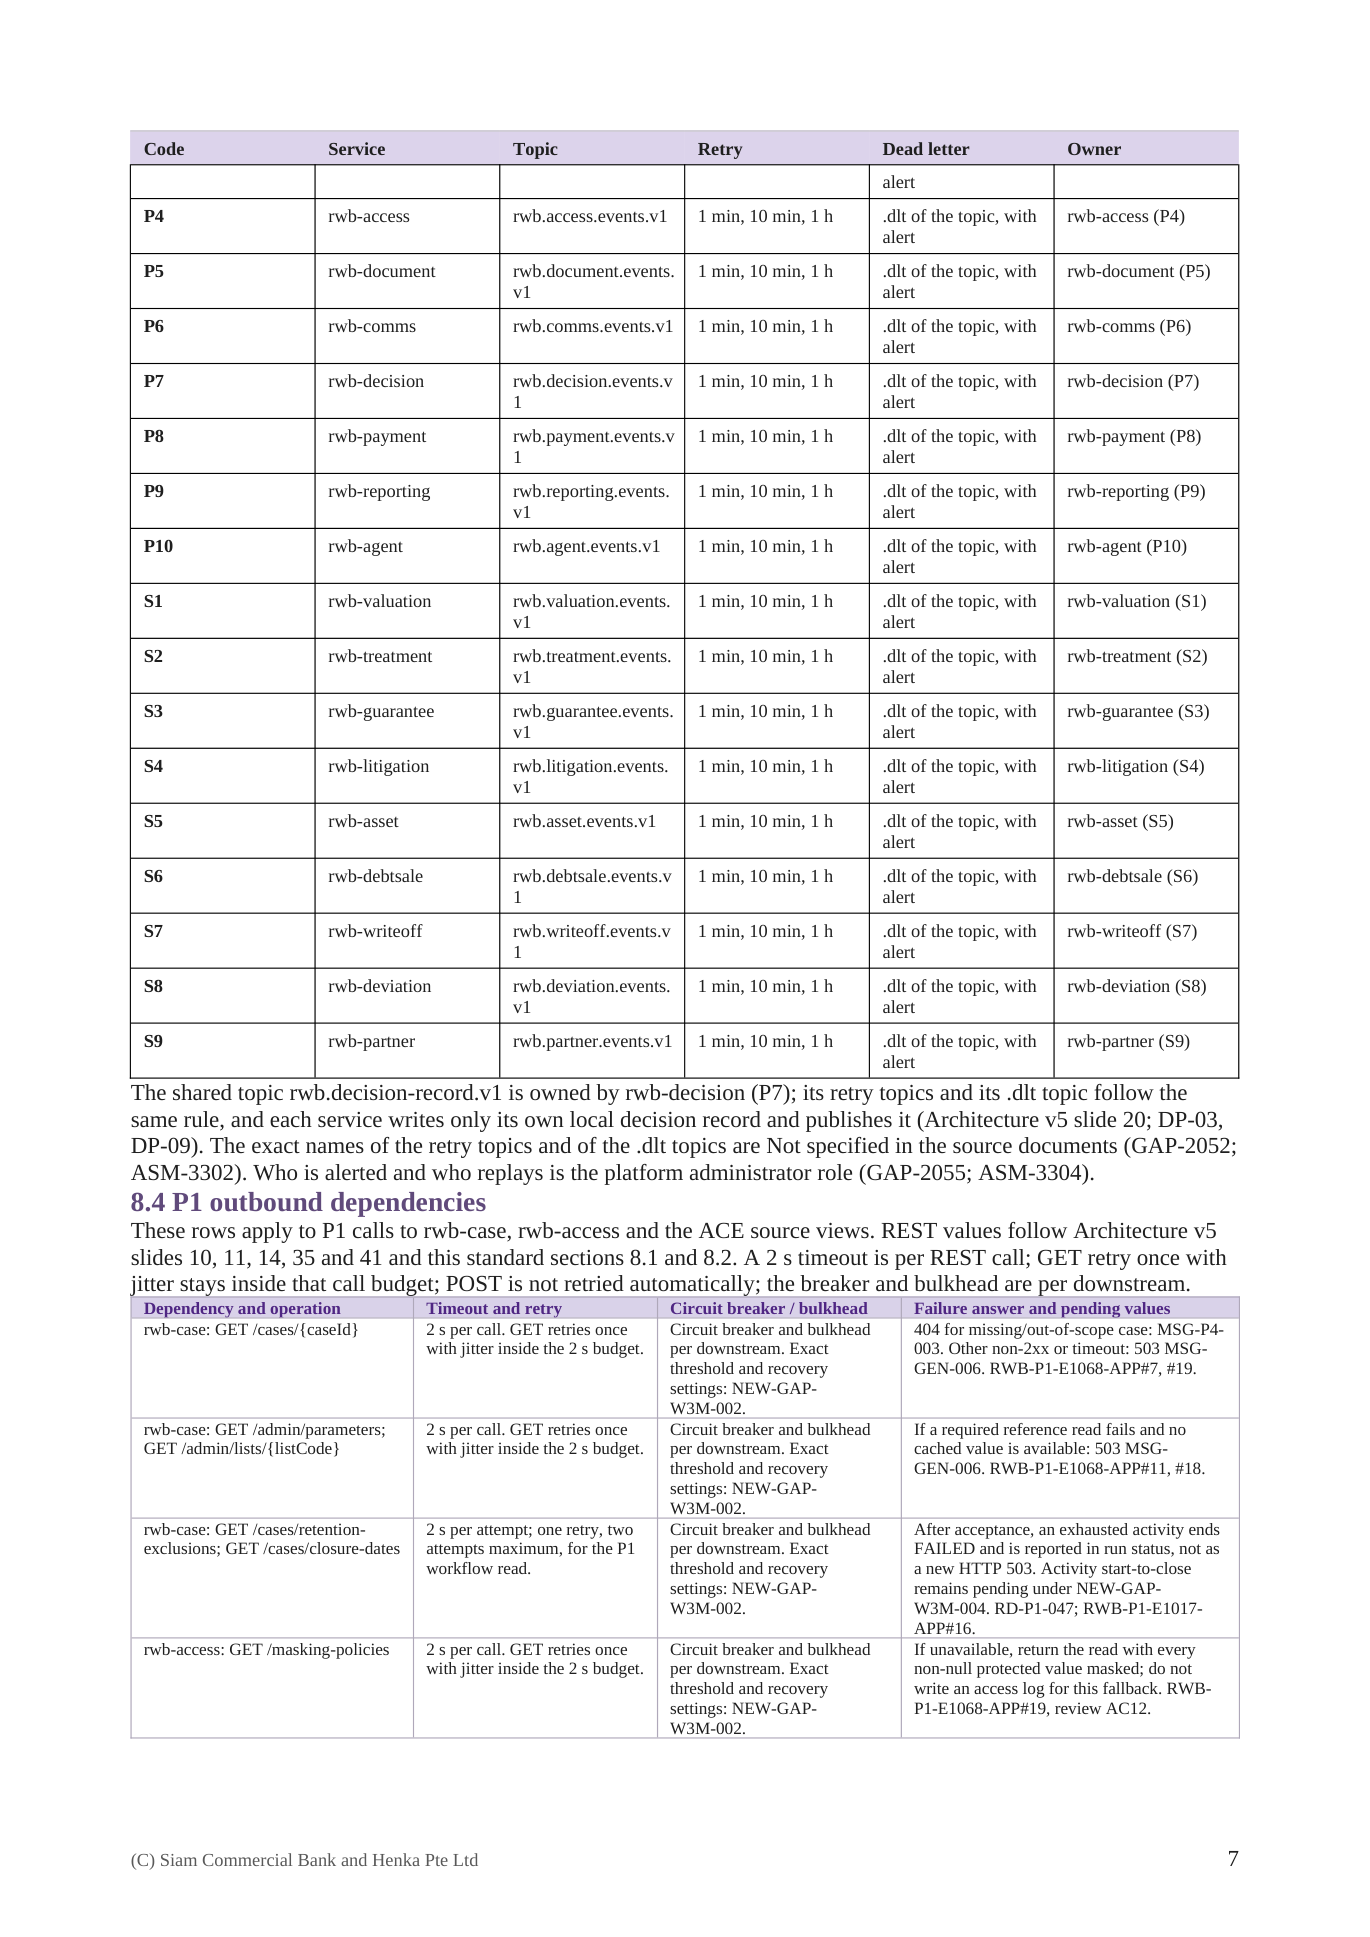 Code Service Topic Retry Dead letter Owner
alert
P4 rwb-access rwb.access.events.v1 1 min, 10 min, 1 h .dlt of the topic, with rwb-access (P4)
alert
P5 rwb-document rwb.document.events. 1 min, 10 min, 1 h .dlt of the topic, with rwb-document (P5)
v1 alert
P6 rwb-comms rwb.comms.events.v1 1 min, 10 min, 1 h .dlt of the topic, with rwb-comms (P6)
alert
P7 rwb-decision rwb.decision.events.v 1 min, 10 min, 1 h .dlt of the topic, with rwb-decision (P7)
1 alert
P8 rwb-payment rwb.payment.events.v 1 min, 10 min, 1 h .dlt of the topic, with rwb-payment (P8)
1 alert
P9 rwb-reporting rwb.reporting.events. 1 min, 10 min, 1 h .dlt of the topic, with rwb-reporting (P9)
v1 alert
P10 rwb-agent rwb.agent.events.v1 1 min, 10 min, 1 h .dlt of the topic, with rwb-agent (P10)
alert
S1 rwb-valuation rwb.valuation.events. 1 min, 10 min, 1 h .dlt of the topic, with rwb-valuation (S1)
v1 alert
S2 rwb-treatment rwb.treatment.events. 1 min, 10 min, 1 h .dlt of the topic, with rwb-treatment (S2)
v1 alert
S3 rwb-guarantee rwb.guarantee.events. 1 min, 10 min, 1 h .dlt of the topic, with rwb-guarantee (S3)
v1 alert
S4 rwb-litigation rwb.litigation.events. 1 min, 10 min, 1 h .dlt of the topic, with rwb-litigation (S4)
v1 alert
S5 rwb-asset rwb.asset.events.v1 1 min, 10 min, 1 h .dlt of the topic, with rwb-asset (S5)
alert
S6 rwb-debtsale rwb.debtsale.events.v 1 min, 10 min, 1 h .dlt of the topic, with rwb-debtsale (S6)
1 alert
S7 rwb-writeoff rwb.writeoff.events.v 1 min, 10 min, 1 h .dlt of the topic, with rwb-writeoff (S7)
1 alert
S8 rwb-deviation rwb.deviation.events. 1 min, 10 min, 1 h .dlt of the topic, with rwb-deviation (S8)
v1 alert
S9 rwb-partner rwb.partner.events.v1 1 min, 10 min, 1 h .dlt of the topic, with rwb-partner (S9)
alert
The shared topic rwb.decision-record.v1 is owned by rwb-decision (P7); its retry topics and its .dlt topic follow the
same rule, and each service writes only its own local decision record and publishes it (Architecture v5 slide 20; DP-03,
DP-09). The exact names of the retry topics and of the .dlt topics are Not specified in the source documents (GAP-2052;
ASM-3302). Who is alerted and who replays is the platform administrator role (GAP-2055; ASM-3304).
8.4 P1 outbound dependencies
These rows apply to P1 calls to rwb-case, rwb-access and the ACE source views. REST values follow Architecture v5
slides 10, 11, 14, 35 and 41 and this standard sections 8.1 and 8.2. A 2 s timeout is per REST call; GET retry once with
jitter stays inside that call budget; POST is not retried automatically; the breaker and bulkhead are per downstream.
Dependency and operation Timeout and retry Circuit breaker / bulkhead Failure answer and pending values
rwb-case: GET /cases/{caseId} 2 s per call. GET retries once Circuit breaker and bulkhead 404 for missing/out-of-scope case: MSG-P4-
with jitter inside the 2 s budget. per downstream. Exact 003. Other non-2xx or timeout: 503 MSG-
threshold and recovery GEN-006. RWB-P1-E1068-APP#7, #19.
settings: NEW-GAP-
W3M-002.
rwb-case: GET /admin/parameters; 2 s per call. GET retries once Circuit breaker and bulkhead If a required reference read fails and no
GET /admin/lists/{listCode} with jitter inside the 2 s budget. per downstream. Exact cached value is available: 503 MSG-
threshold and recovery GEN-006. RWB-P1-E1068-APP#11, #18.
settings: NEW-GAP-
W3M-002.
rwb-case: GET /cases/retention- 2 s per attempt; one retry, two Circuit breaker and bulkhead After acceptance, an exhausted activity ends
exclusions; GET /cases/closure-dates attempts maximum, for the P1 per downstream. Exact FAILED and is reported in run status, not as
workflow read. threshold and recovery a new HTTP 503. Activity start-to-close
settings: NEW-GAP- remains pending under NEW-GAP-
W3M-002. W3M-004. RD-P1-047; RWB-P1-E1017-
APP#16.
rwb-access: GET /masking-policies 2 s per call. GET retries once Circuit breaker and bulkhead If unavailable, return the read with every
with jitter inside the 2 s budget. per downstream. Exact non-null protected value masked; do not
threshold and recovery write an access log for this fallback. RWB-
settings: NEW-GAP- P1-E1068-APP#19, review AC12.
W3M-002.
(C) Siam Commercial Bank and Henka Pte Ltd 7